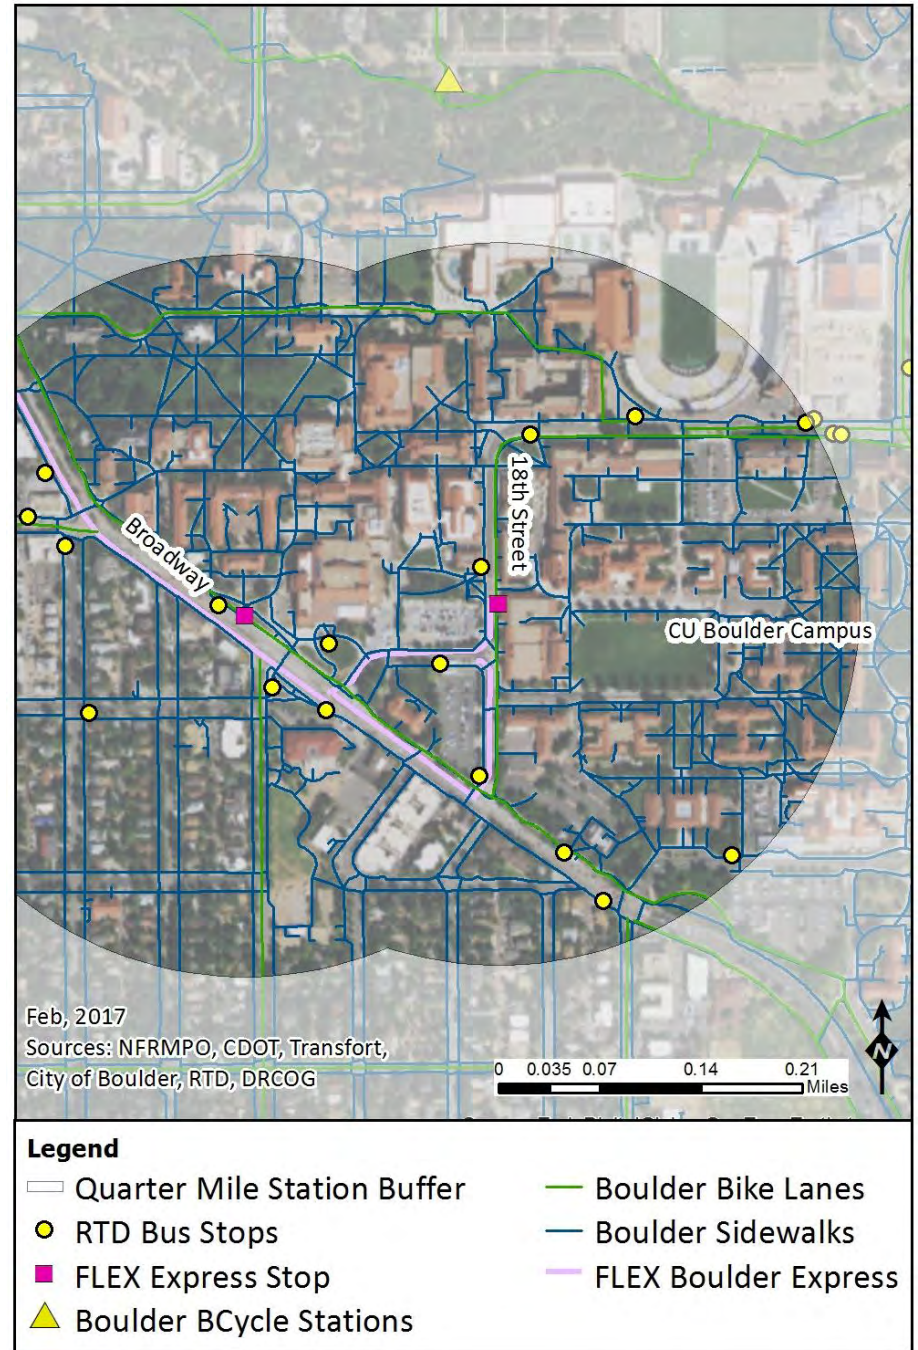 18th Street
Broadway
CU Boulder Campus
Feb, 2017
Sources: NFRMPO, CDOT, Transfort,
City of Boulder, RTD, DRCOG
N
0 0.035 0.07 0.14 0.21
Miles
Legend
Quarter Mile Station Buffer
RTD Bus Stops
FLEX Express Stop
Boulder BCycle Stations
Boulder Bike Lanes
Boulder Sidewalks
FLEX Boulder Express